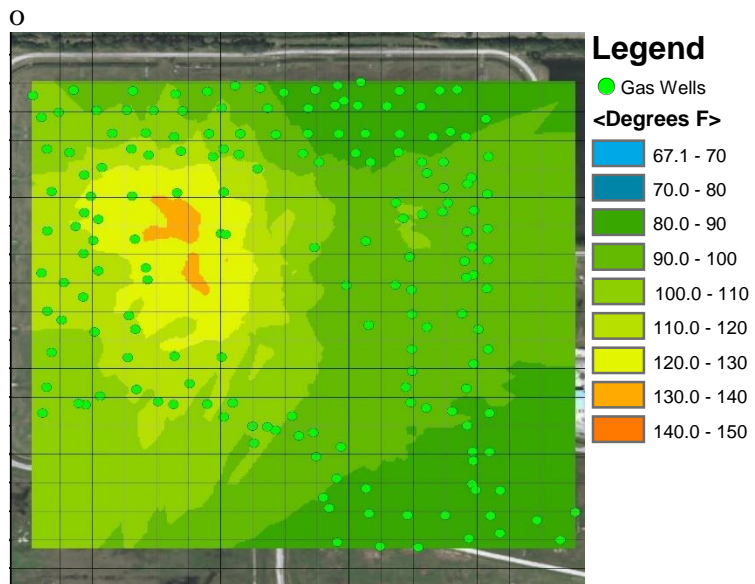 O
Legend
Gas Wells
<Degrees F>
67.1 - 70
70.0 - 80
80.0 - 90
90.0 - 100
100.0 - 110
110.0 - 120
120.0 - 130
130.0 - 140
140.0 - 150